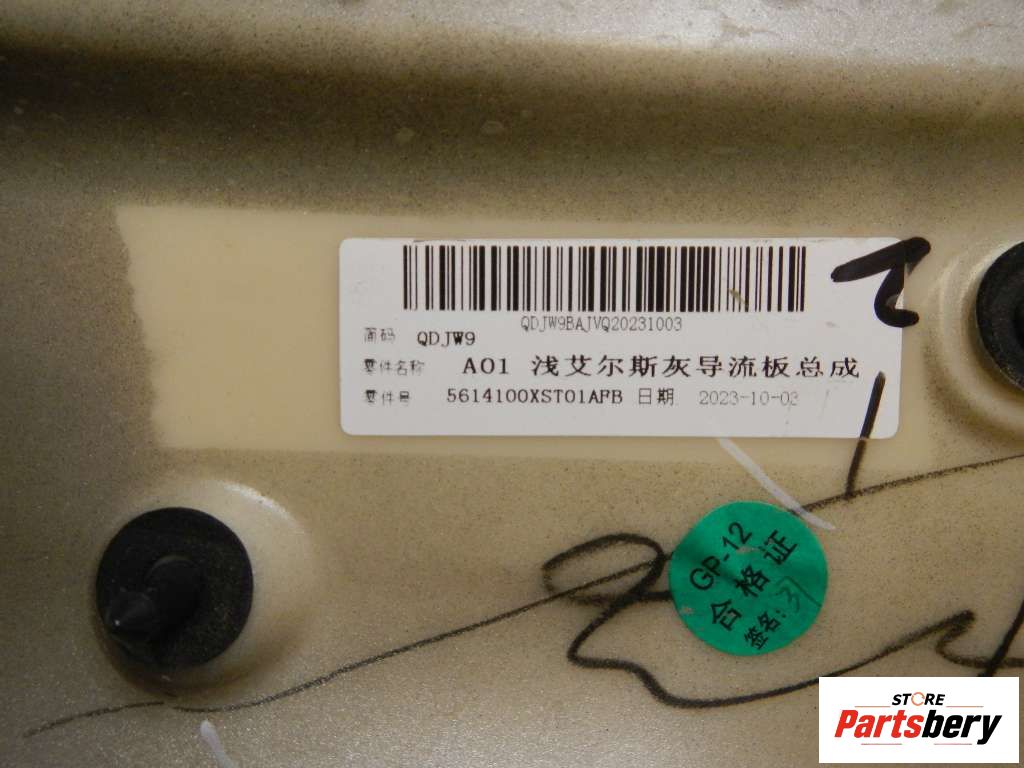 QDJW9BAJVQ20231003
简码 QDJW9
零件名称 A01 浅艾尔斯灰导流板总成
零件号 5614100XST01AFB 日期 2023-10-03
GP-12
合格证
签名:
STORE
Partsbery